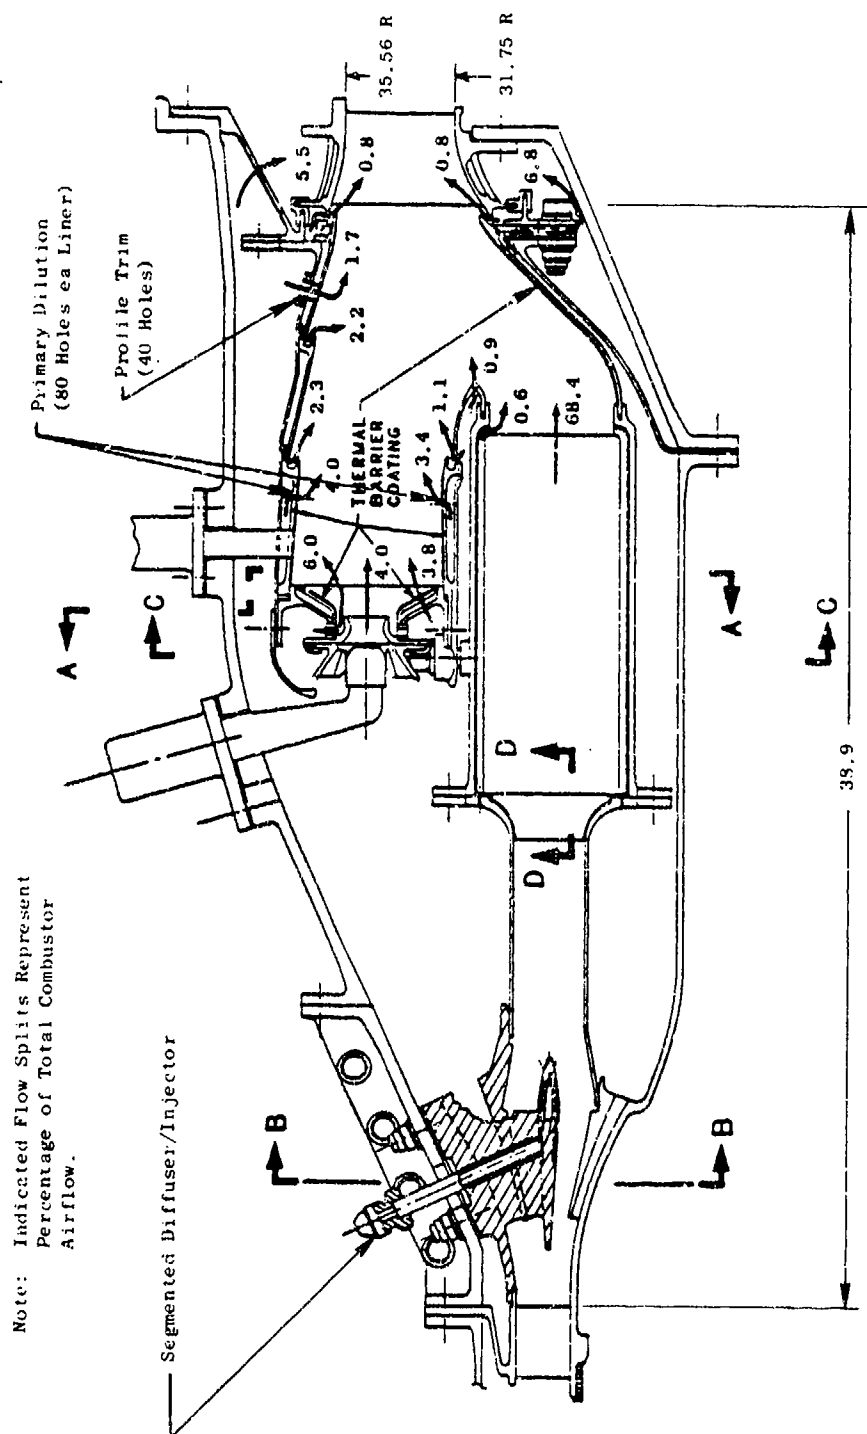 Note: Indicated Flow Splits Represent
Percentage of Total Combustor
Airflow.
Segmented Diffuser/Injector
Primary Dilution
(80 Holes ea Liner)
Profile Trim
(40 Holes)
THERMAL
BARRIER
COATING
A
C
B
D
D
B
A
C
5.5
0.8
1.7
2.2
2.3
4.0
6.0
4.0
3.8
3.4
1.1
0.9
0.6
68.4
0.8
6.8
35.56 R
31.75 R
38.9